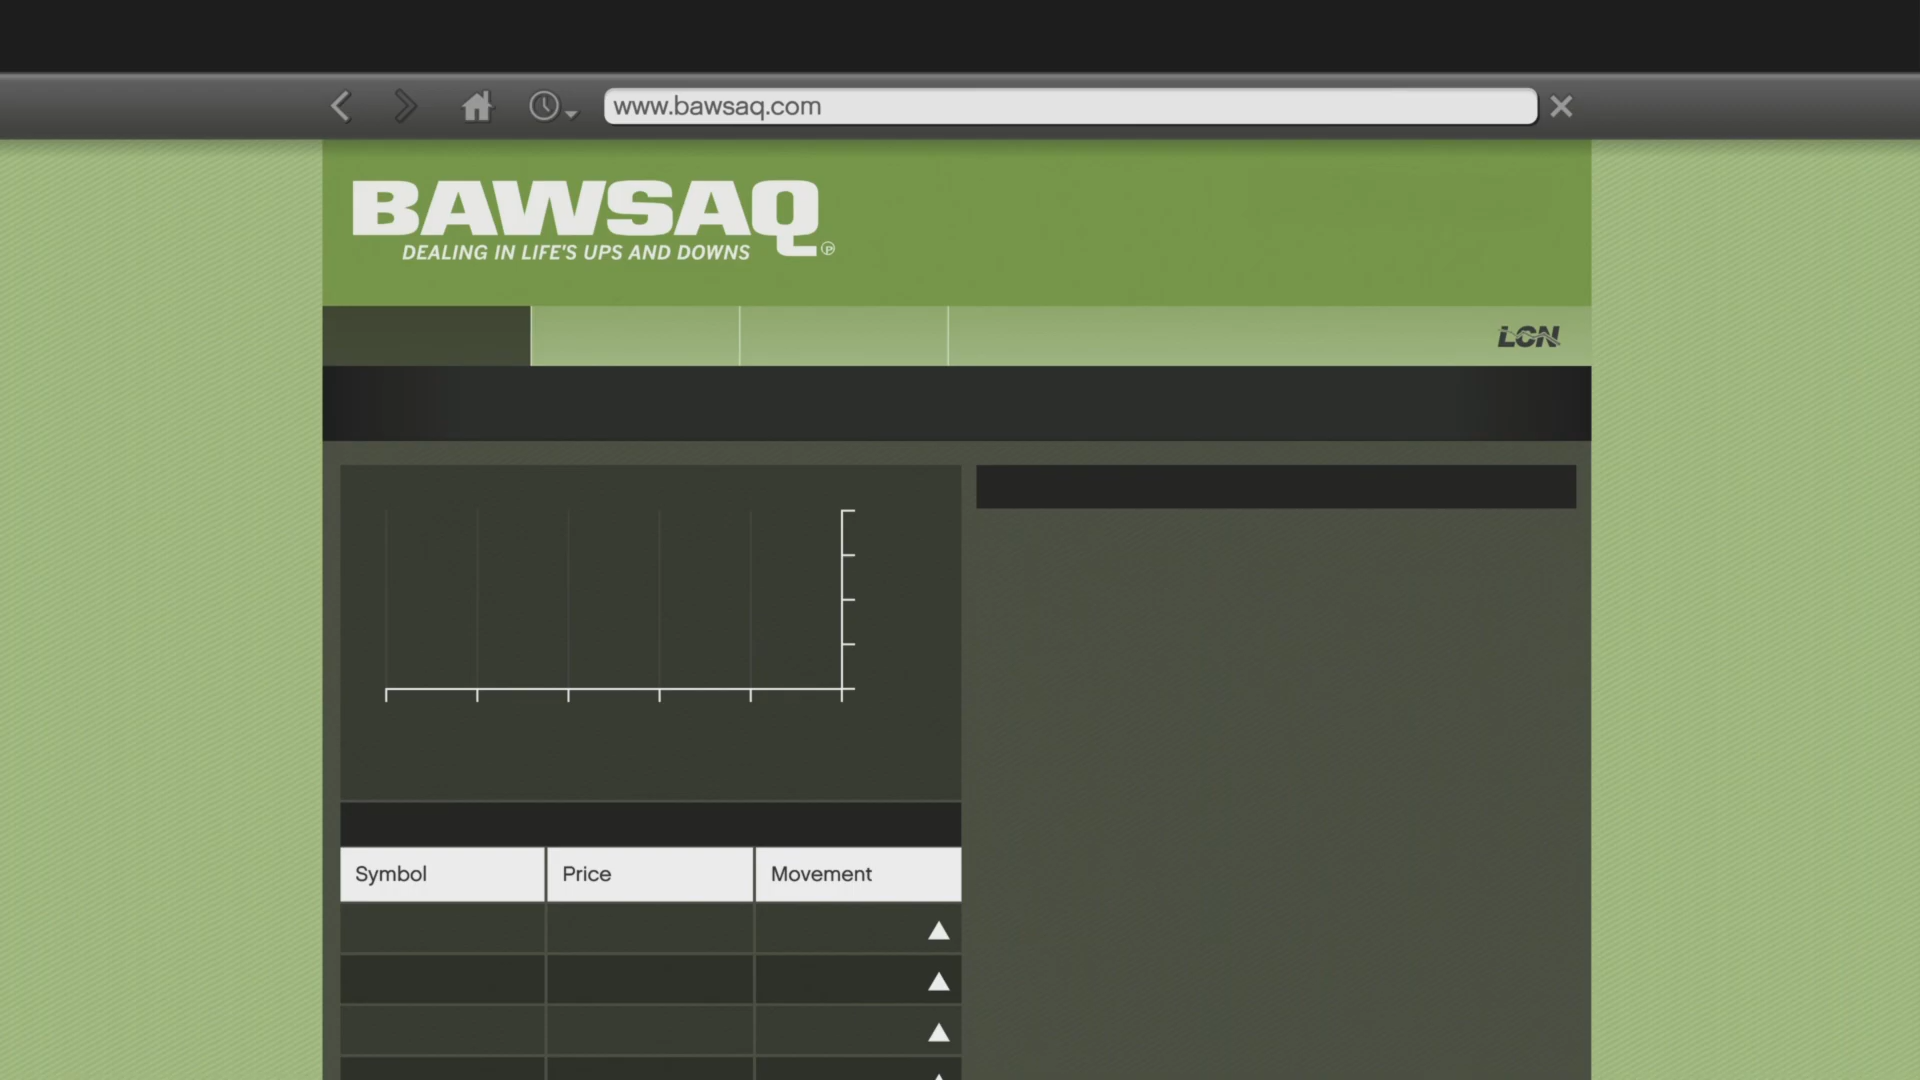 www.bawsaq.com
BAWSAQ
DEALING IN LIFE'S UPS AND DOWNS Ⓟ
LCN
Symbol Price Movement